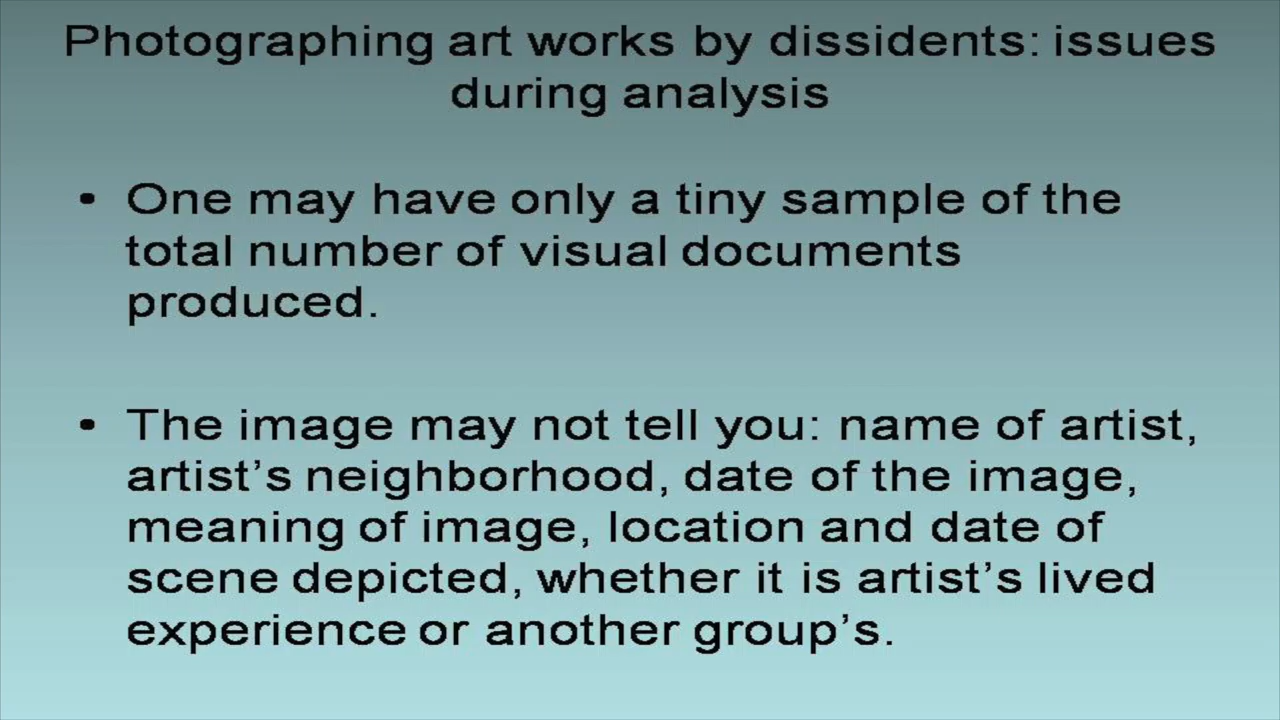 Photographing art works by dissidents: issues
during analysis
• One may have only a tiny sample of the
total number of visual documents
produced.
• The image may not tell you: name of artist,
artist’s neighborhood, date of the image,
meaning of image, location and date of
scene depicted, whether it is artist’s lived
experience or another group’s.